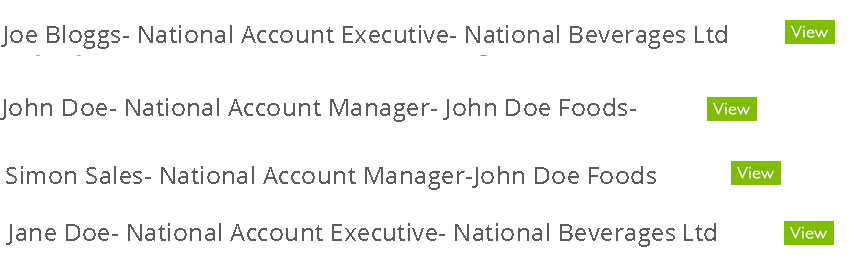 Joe Bloggs- National Account Executive- National Beverages Ltd View
John Doe- National Account Manager- John Doe Foods- View
Simon Sales- National Account Manager-John Doe Foods View
Jane Doe- National Account Executive- National Beverages Ltd View